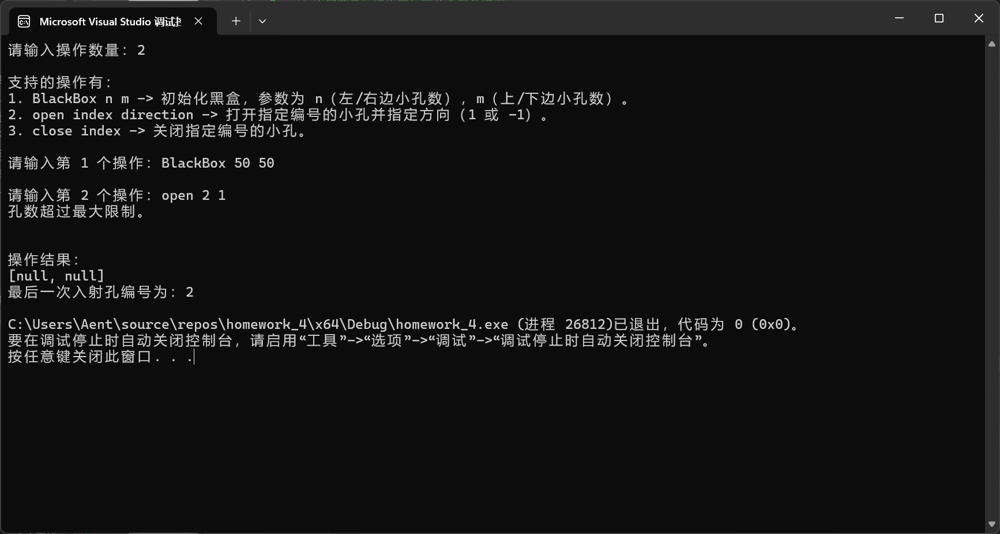 Microsoft Visual Studio 调试
请输入操作数量：2
支持的操作有：
1. BlackBox n m -> 初始化黑盒，参数为 n（左/右边小孔数），m（上/下边小孔数）。
2. open index direction -> 打开指定编号的小孔并指定方向（1 或 -1）。
3. close index -> 关闭指定编号的小孔。
请输入第 1 个操作：BlackBox 50 50
请输入第 2 个操作：open 2 1
孔数超过最大限制。
操作结果：
[null, null]
最后一次入射孔编号为：2
C:\Users\Aent\source\repos\homework_4\x64\Debug\homework_4.exe (进程 26812)已退出，代码为 0 (0x0)。
要在调试停止时自动关闭控制台，请启用“工具”->“选项”->“调试”->“调试停止时自动关闭控制台”。
按任意键关闭此窗口. . .